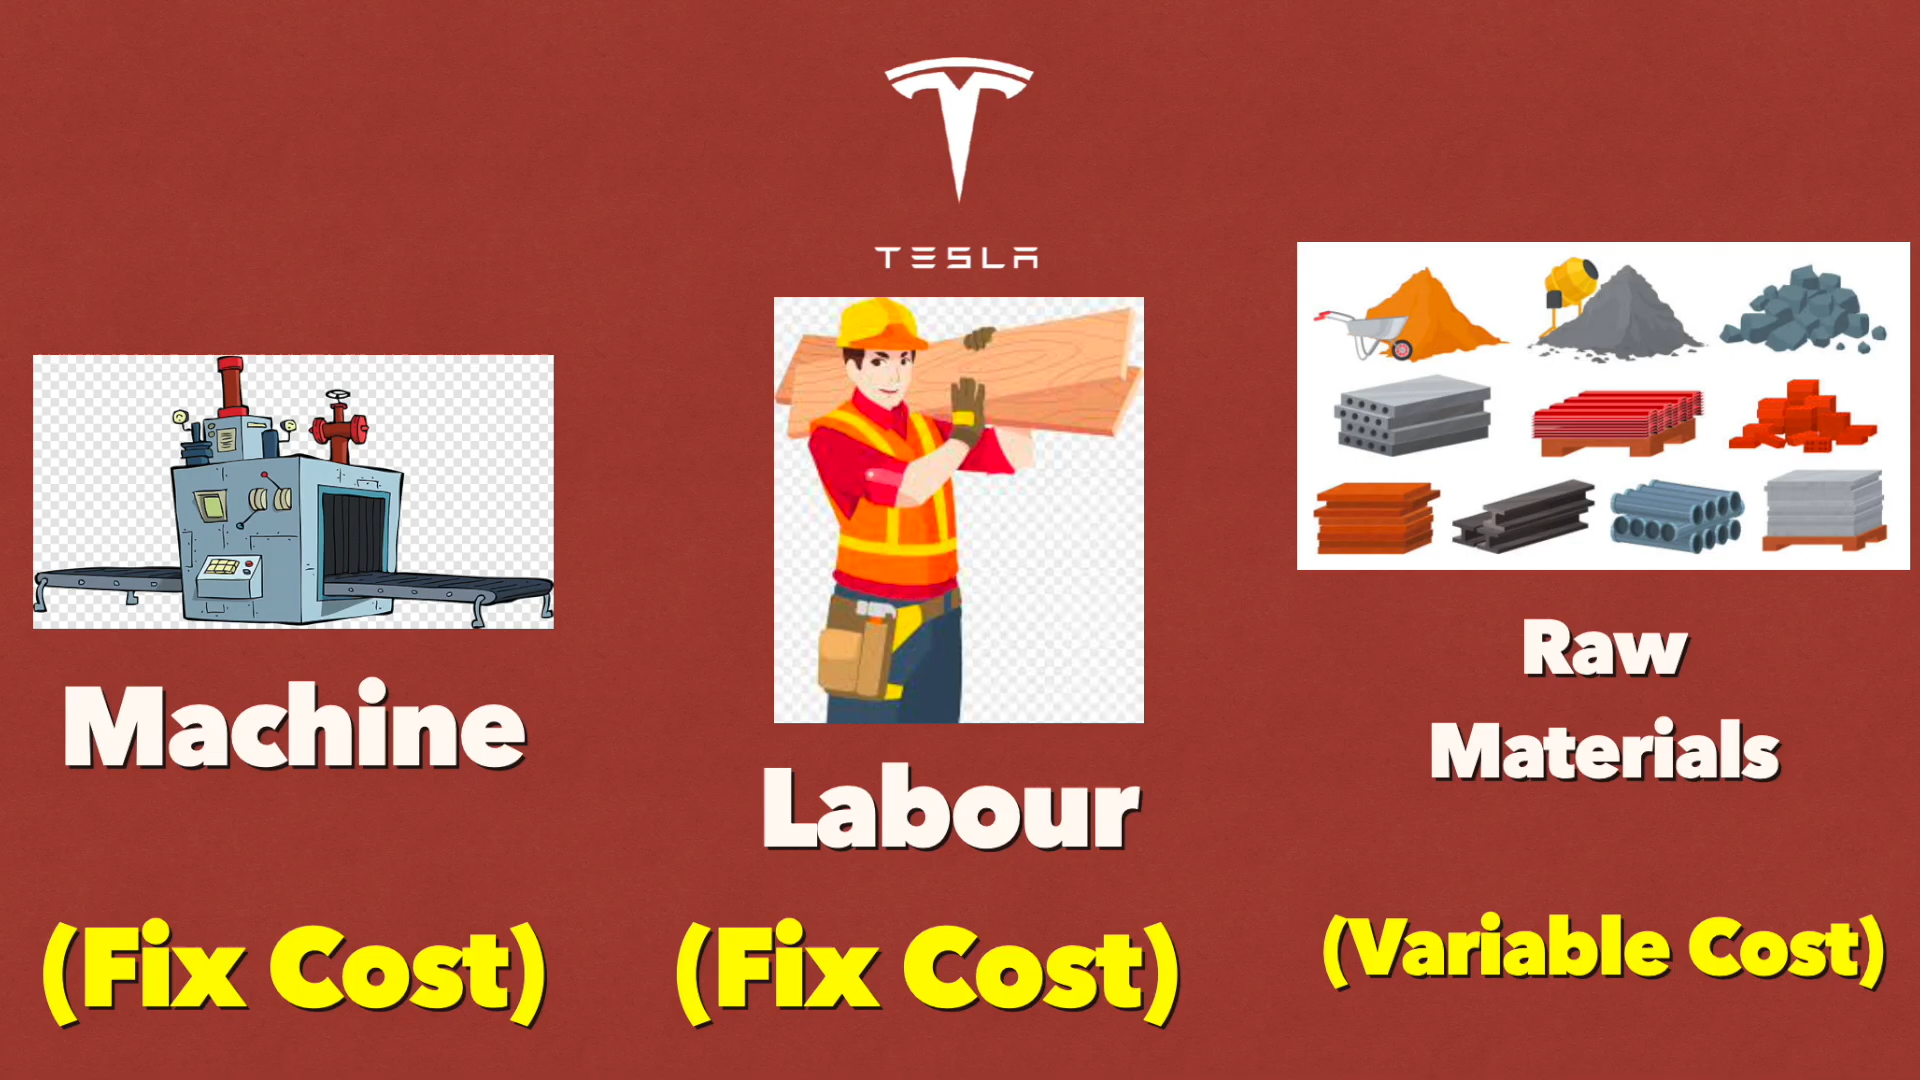 TESLA
Machine
(Fix Cost)
Labour
(Fix Cost)
Raw
Materials
(Variable Cost)